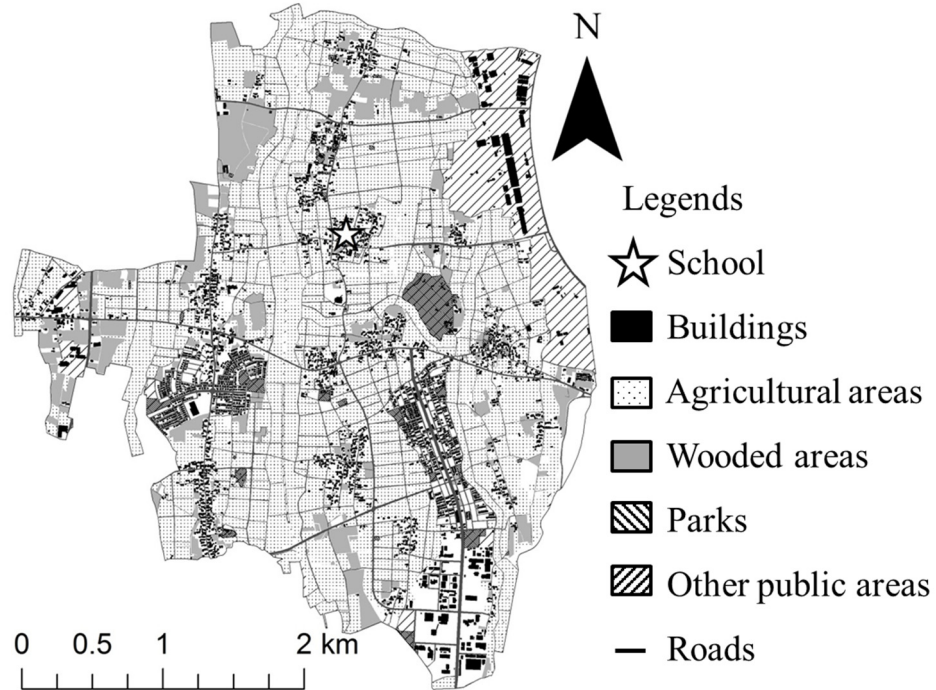 N
Legends
School
Buildings
Agricultural areas
Wooded areas
Parks
Other public areas
Roads
0 0.5 1 2 km